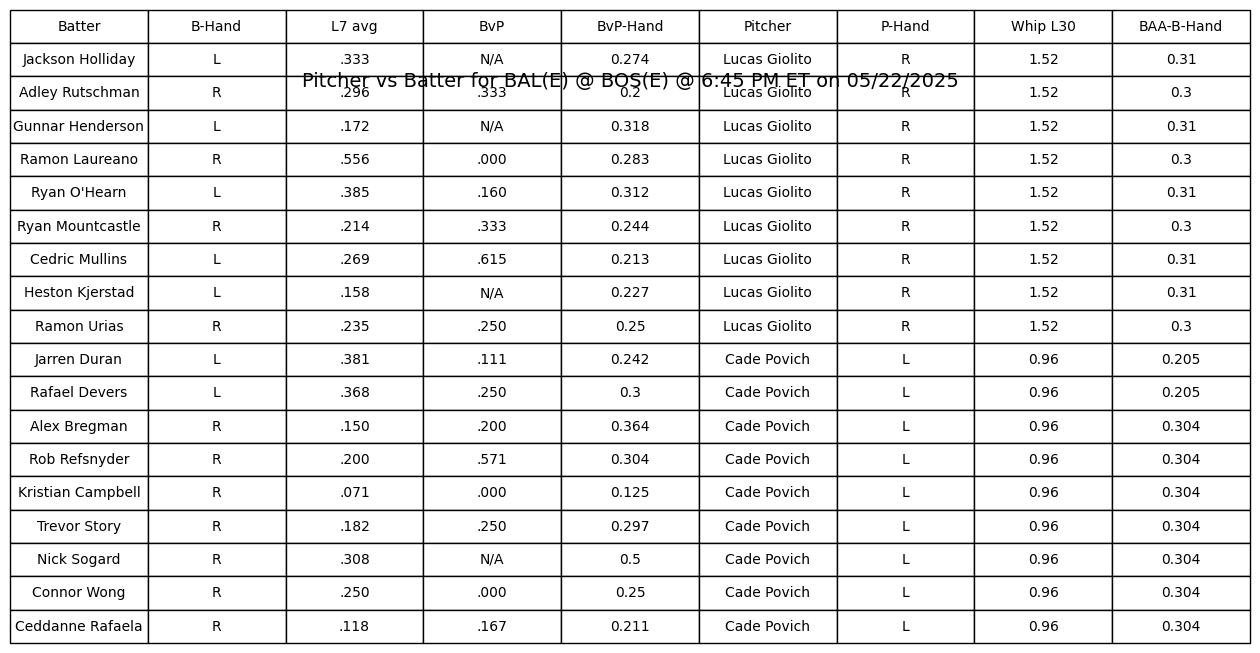 Batter B-Hand L7 avg BvP BvP-Hand Pitcher P-Hand Whip L30 BAA-B-Hand
Jackson Holliday L .333 N/A 0.274 Lucas Giolito R 1.52 0.31
Pitcher vs Batter for BAL(E) @ BOS(E) @ 6:45 PM ET on 05/22/2025
Adley Rutschman R .296 .333 0.2 Lucas Giolito R 1.52 0.3
Gunnar Henderson L .172 N/A 0.318 Lucas Giolito R 1.52 0.31
Ramon Laureano R .556 .000 0.283 Lucas Giolito R 1.52 0.3
Ryan O'Hearn L .385 .160 0.312 Lucas Giolito R 1.52 0.31
Ryan Mountcastle R .214 .333 0.244 Lucas Giolito R 1.52 0.3
Cedric Mullins L .269 .615 0.213 Lucas Giolito R 1.52 0.31
Heston Kjerstad L .158 N/A 0.227 Lucas Giolito R 1.52 0.31
Ramon Urias R .235 .250 0.25 Lucas Giolito R 1.52 0.3
Jarren Duran L .381 .111 0.242 Cade Povich L 0.96 0.205
Rafael Devers L .368 .250 0.3 Cade Povich L 0.96 0.205
Alex Bregman R .150 .200 0.364 Cade Povich L 0.96 0.304
Rob Refsnyder R .200 .571 0.304 Cade Povich L 0.96 0.304
Kristian Campbell R .071 .000 0.125 Cade Povich L 0.96 0.304
Trevor Story R .182 .250 0.297 Cade Povich L 0.96 0.304
Nick Sogard R .308 N/A 0.5 Cade Povich L 0.96 0.304
Connor Wong R .250 .000 0.25 Cade Povich L 0.96 0.304
Ceddanne Rafaela R .118 .167 0.211 Cade Povich L 0.96 0.304